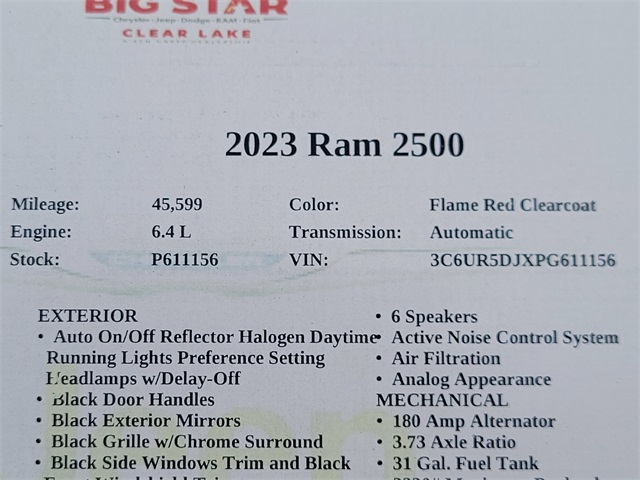 BIG STAR
Chrysler-Jeep-Dodge-RAM-Fiat
CLEAR LAKE
2023 Ram 2500
Mileage: 45,599 Color: Flame Red Clearcoat
Engine: 6.4 L Transmission: Automatic
Stock: P611156 VIN: 3C6UR5DJXPG611156
EXTERIOR
• Auto On/Off Reflector Halogen Daytime
Running Lights Preference Setting
Headlamps w/Delay-Off
• Black Door Handles
• Black Exterior Mirrors
• Black Grille w/Chrome Surround
• Black Side Windows Trim and Black
• 6 Speakers
• Active Noise Control System
• Air Filtration
• Analog Appearance
MECHANICAL
• 180 Amp Alternator
• 3.73 Axle Ratio
• 31 Gal. Fuel Tank